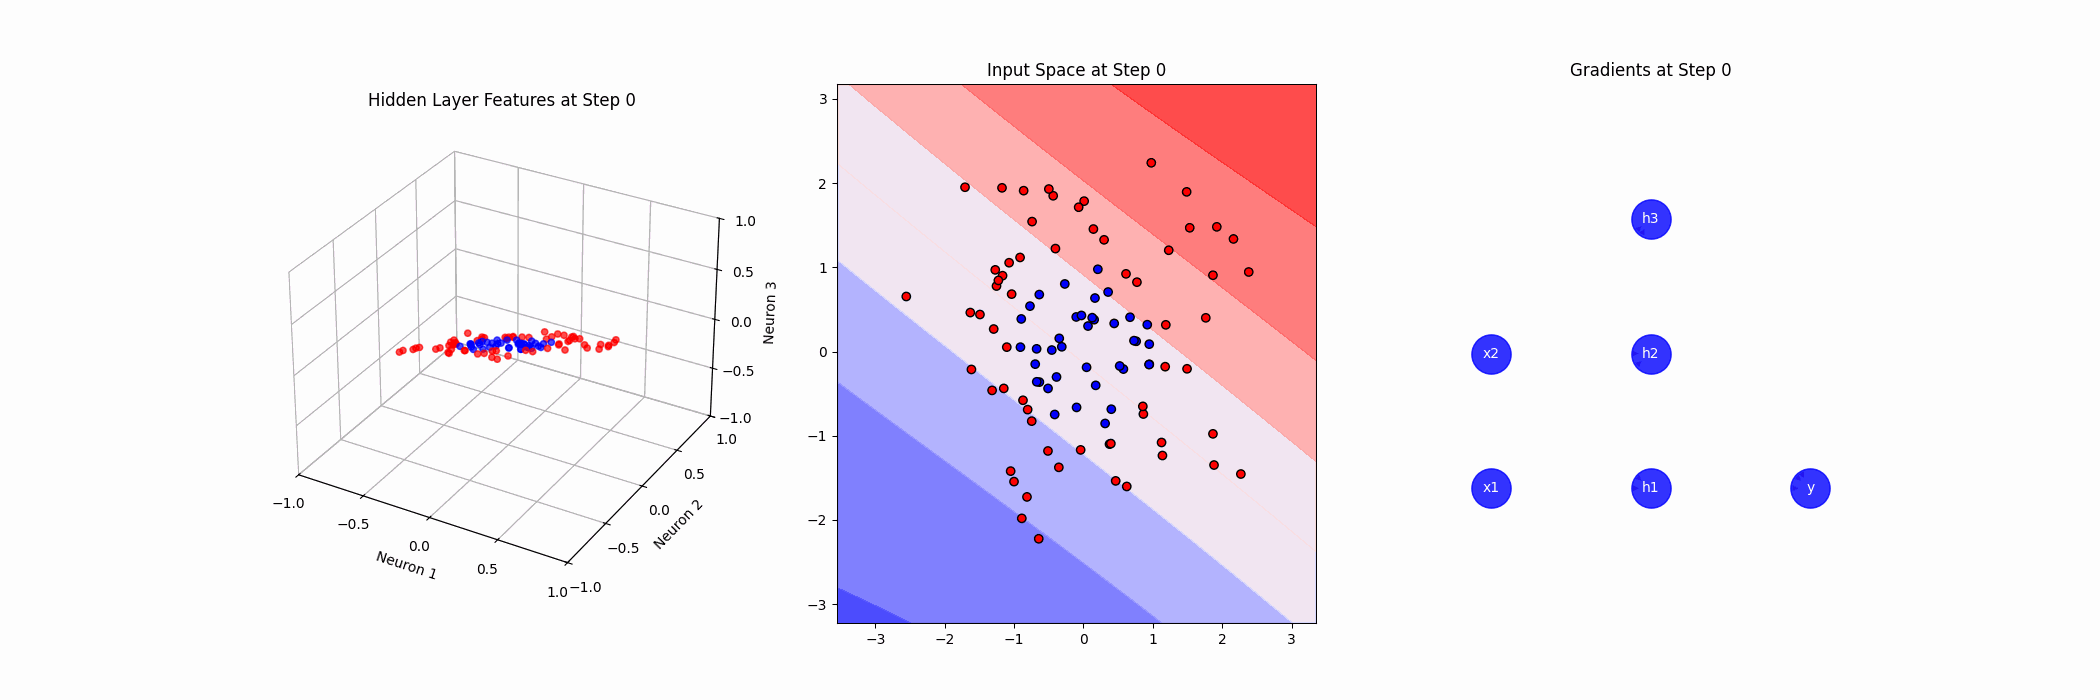 Hidden Layer Features at Step 0
1.0
0.5
0.0
−0.5
−1.0
Neuron 3
1.0
0.5
0.0
−0.5
−1.0
Neuron 2
−1.0
−0.5
0.0
0.5
1.0
Neuron 1
Input Space at Step 0
3
2
1
0
−1
−2
−3
−3 −2 −1 0 1 2 3
Gradients at Step 0
h3
x2 h2
x1 h1 y